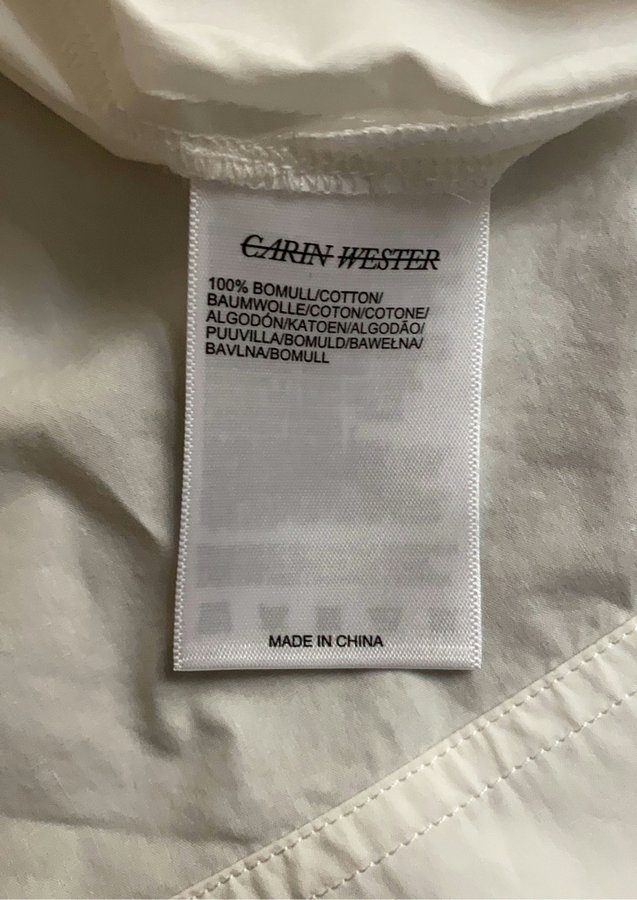 CARIN WESTER
100% BOMULL/COTTON/
BAUMWOLLE/COTON/COTONE/
ALGODÓN/KATOEN/ALGODÃO/
PUUVILLA/BOMULD/BAWEŁNA/
BAVLNA/BOMULL
MADE IN CHINA